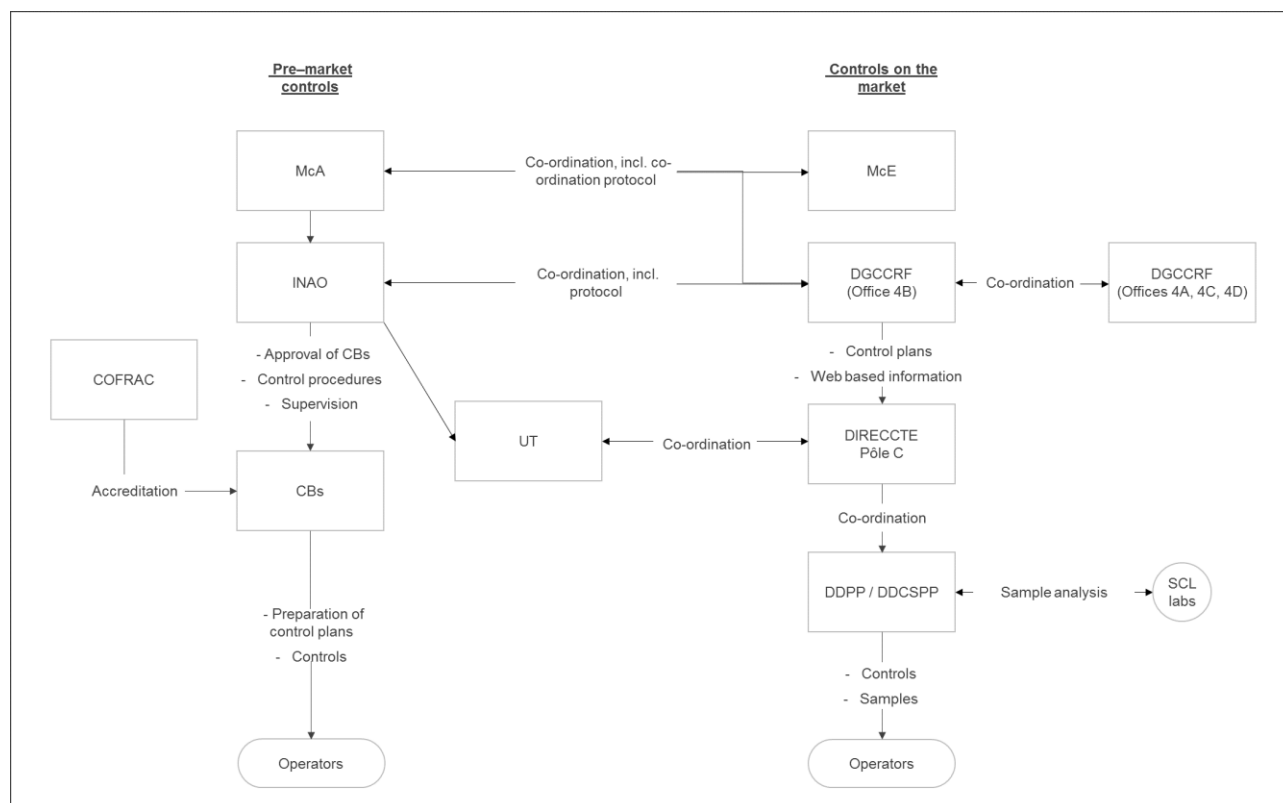 Pre–market
controls
Controls on the
market
McA
Co-ordination, incl. co-
ordination protocol
McE
INAO
Co-ordination, incl.
protocol
DGCCRF
(Office 4B)
Co-ordination
DGCCRF
(Offices 4A, 4C, 4D)
- Approval of CBs
- Control procedures
- Supervision
- Control plans
- Web based information
COFRAC
UT
Co-ordination
DIRECCTE
Pôle C
Accreditation
CBs
Co-ordination
DDPP / DDCSPP
Sample analysis
SCL
labs
- Preparation of
control plans
- Controls
- Controls
- Samples
Operators
Operators